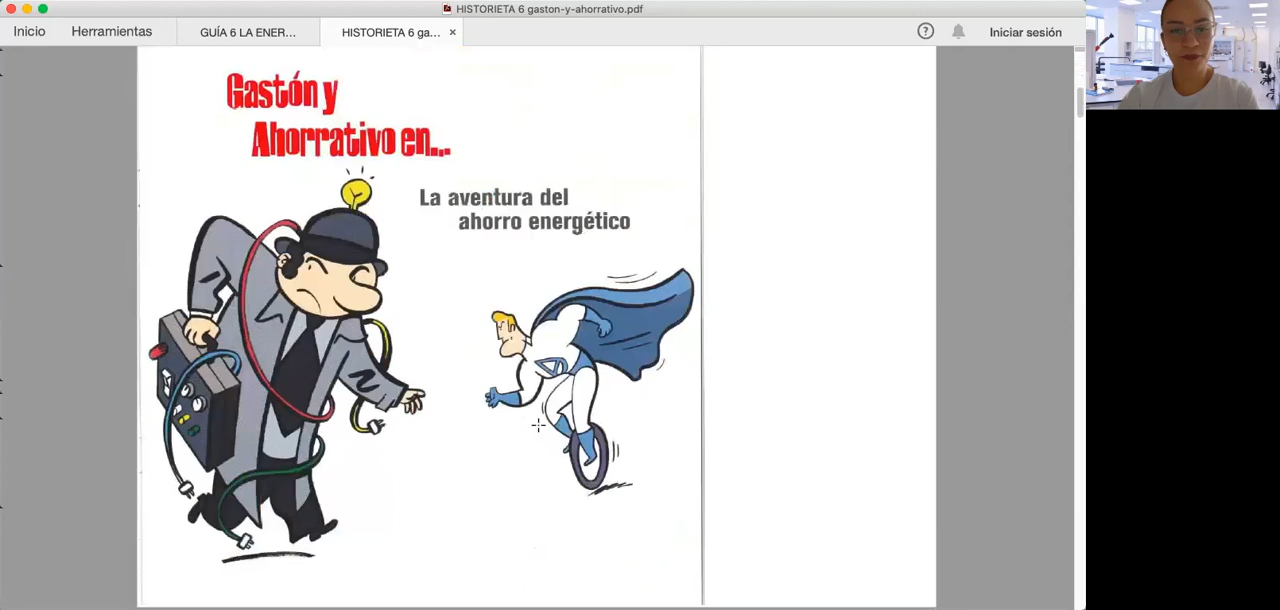 HISTORIETA 6 gaston-y-ahorrativo.pdf
Inicio
Herramientas
GUÍA 6 LA ENER...
HISTORIETA 6 ga...
Iniciar sesión
Gastón y
Ahorrativo en...
La aventura del
ahorro energético
A